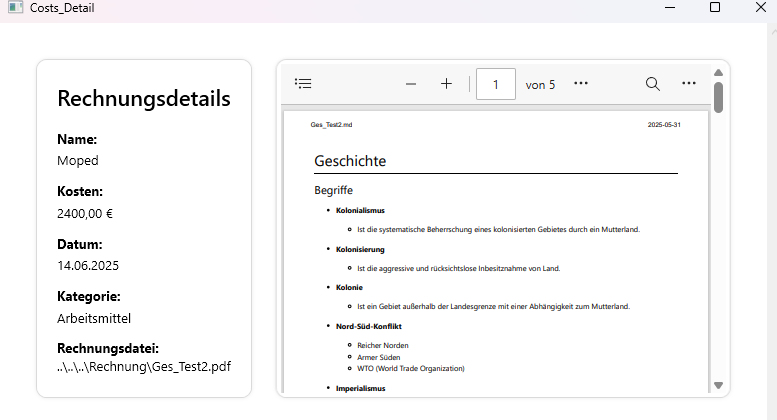 Costs_Detail
Rechnungsdetails
Name:
Moped
Kosten:
2400,00 €
Datum:
14.06.2025
Kategorie:
Arbeitsmittel
Rechnungsdatei:
..\..\..\Rechnung\Ges_Test2.pdf
1 von 5
Ges_Test2.md 2025-05-31
Geschichte
Begriffe
Kolonialismus
Ist die systematische Beherrschung eines kolonisierten Gebietes durch ein Mutterland.
Kolonisierung
Ist die aggressive und rücksichtslose Inbesitznahme von Land.
Kolonie
Ist ein Gebiet außerhalb der Landesgrenze mit einer Abhängigkeit zum Mutterland.
Nord-Süd-Konflikt
Reicher Norden
Armer Süden
WTO (World Trade Organization)
Imperialismus